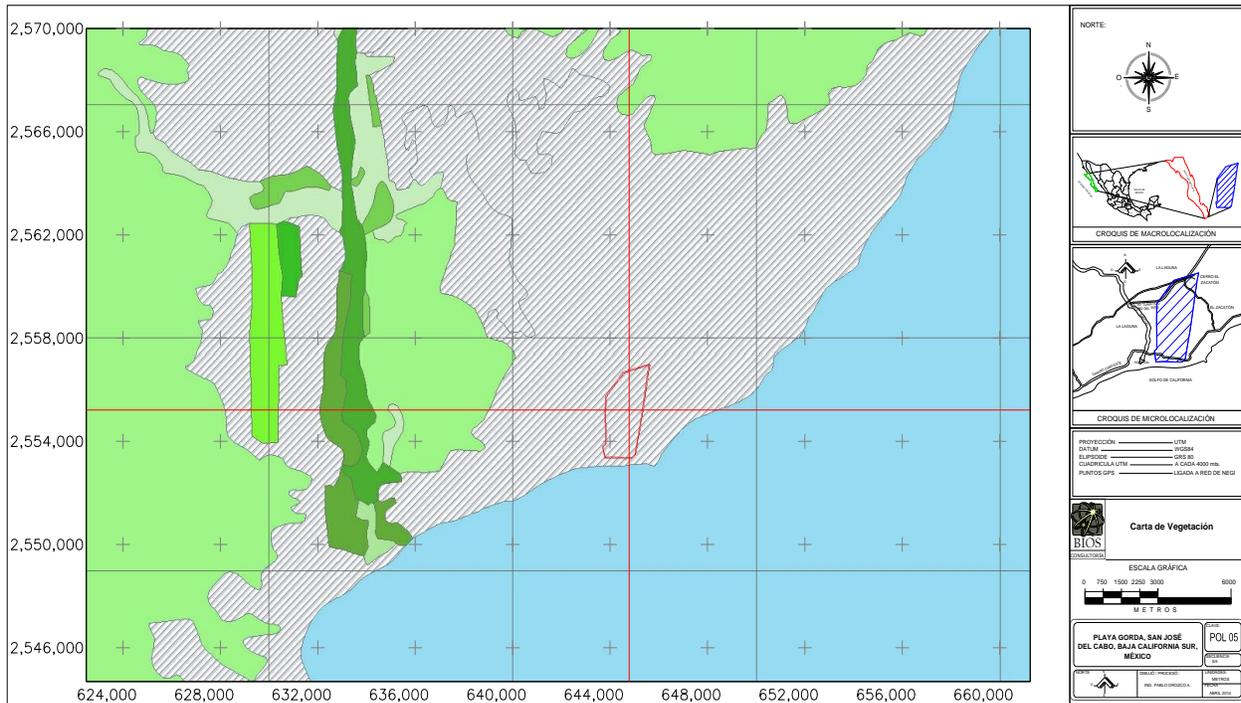 2,570,000
2,566,000
2,562,000
2,558,000
2,554,000
2,550,000
2,546,000
624,000 628,000 632,000 636,000 640,000 644,000 648,000 652,000 656,000 660,000
NORTE:
N
O E
S
CROQUIS DE MACROLOCALIZACIÓN
LA LAGUNA
CERRO EL
ZACATÓN
EL ZACATÓN
LA LAGUNA
GOLFO DE CALIFORNIA
CROQUIS DE MICROLOCALIZACIÓN
PROYECCIÓN UTM
DATUM WGS84
ELIPSOIDE GRS 80
CUADRICULA UTM A CADA 4000 mts.
PUNTOS GPS LIGADA A RED DE NEGI
BIOS
CONSULTORÍA
Carta de Vegetación
ESCALA GRÁFICA
0 750 1500 2250 3000 6000
METROS
PLAYA GORDA, SAN JOSÉ
DEL CABO, BAJA CALIFORNIA SUR,
MÉXICO
CLAVE:
POL 05
SECUENCIA:
NORTE
DIBUJÓ / PROCESÓ:
ING. PABLO OROZCO A.
UNIDADES:
METROS
FECHA:
ABRIL 2014